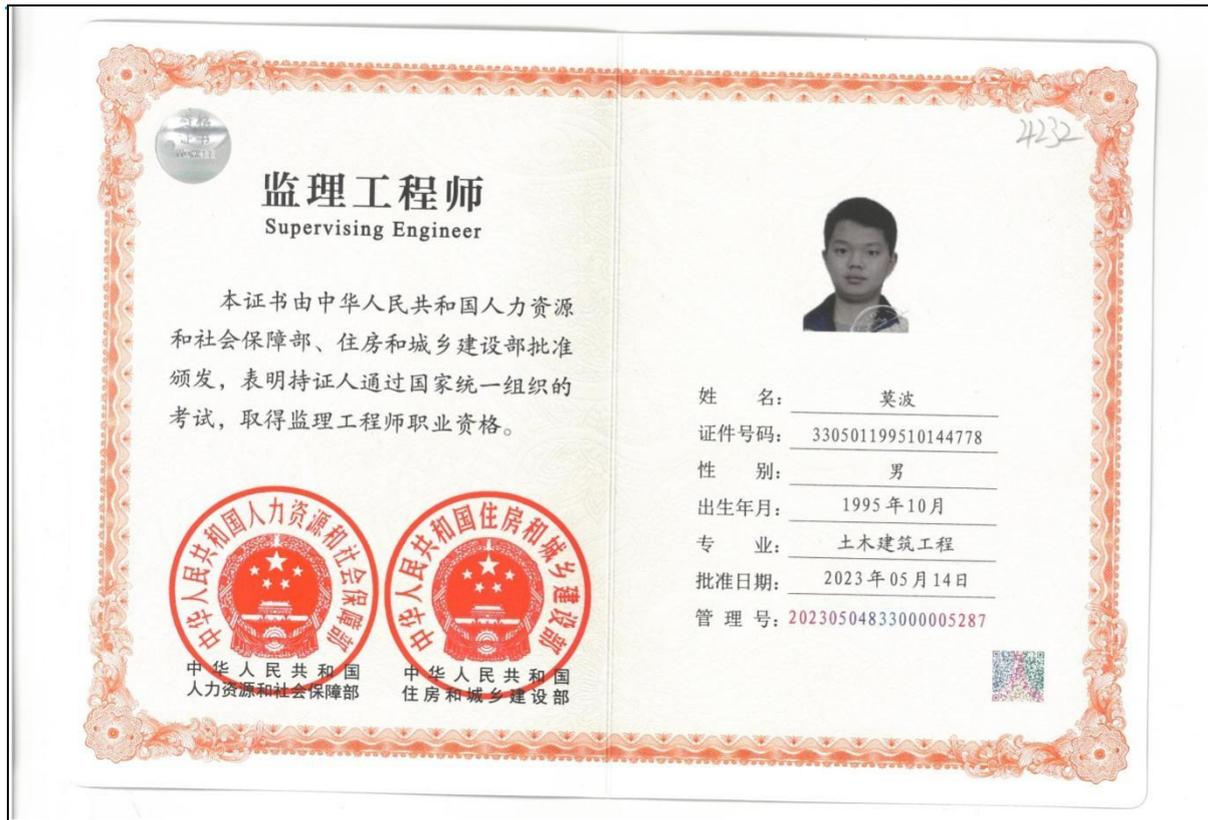 监理工程师
Supervising Engineer
本证书由中华人民共和国人力资源
和社会保障部、住房和城乡建设部批准
颁发，表明持证人通过国家统一组织的
考试，取得监理工程师职业资格。
中华人民共和国人力资源和社会保障部
中华人民共和国
人力资源和社会保障部
中华人民共和国住房和城乡建设部
中华人民共和国
住房和城乡建设部
4232
姓 名： 莫波
证件号码： 330501199510144778
性 别： 男
出生年月： 1995年10月
专 业： 土木建筑工程
批准日期： 2023年05月14日
管 理 号： 20230504833000005287